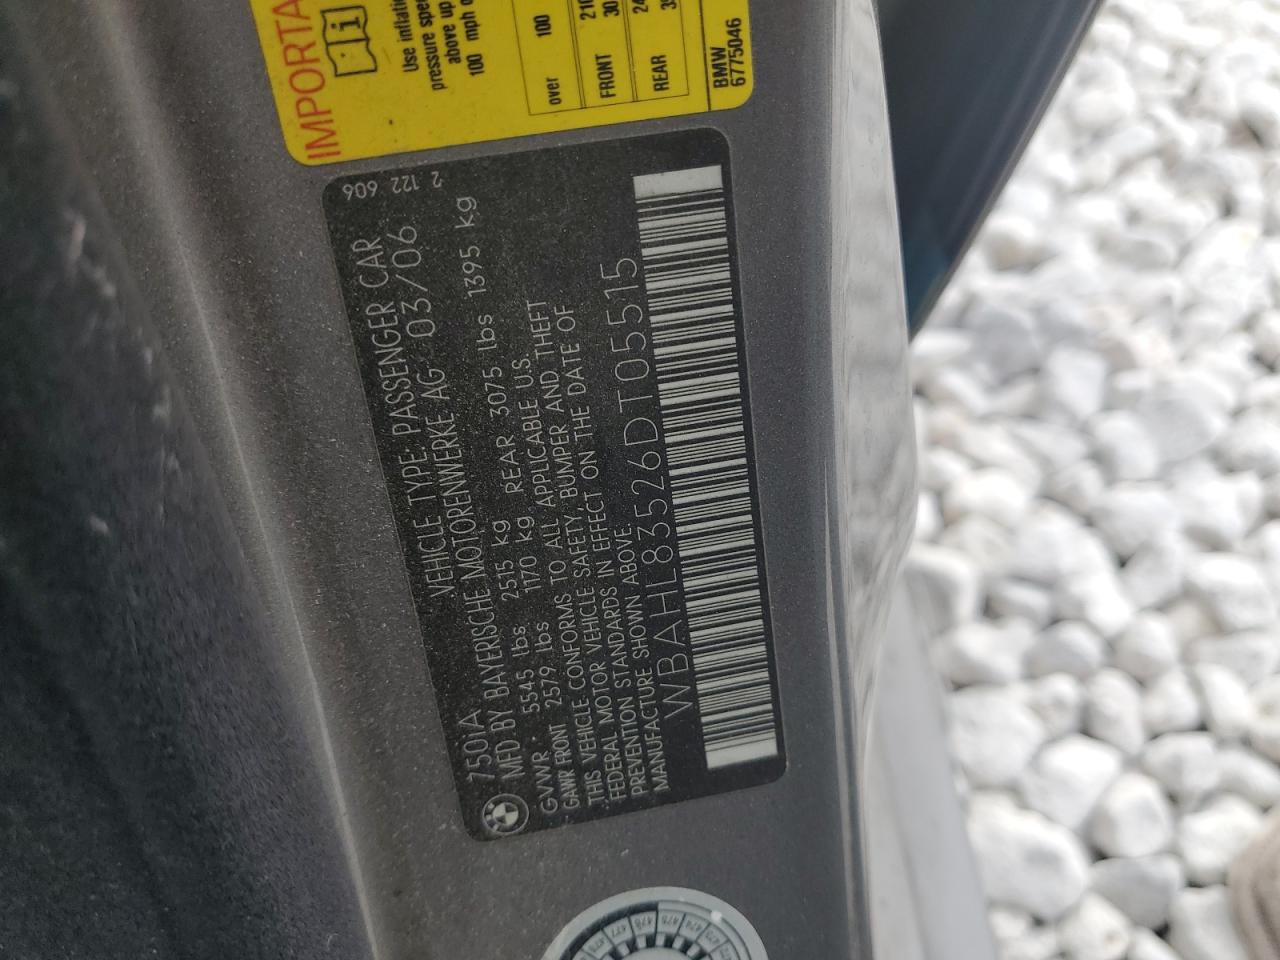 IMPORTA
Use inflati
pressure spe
above up
100 mph o
over 100
FRONT 30
REAR
BMW
6775046
2 122 606
750iA VEHICLE TYPE: PASSENGER CAR
MFD BY BAYERISCHE MOTORENWERKE AG- 03/06
GVWR 5545 lbs 2515 kg
GAWR FRONT 2579 lbs 1170 kg REAR 3075 lbs 1395 kg
THIS VEHICLE CONFORMS TO ALL APPLICABLE U.S.
FEDERAL MOTOR VEHICLE SAFETY, BUMPER AND THEFT
PREVENTION STANDARDS IN EFFECT ON THE DATE OF
MANUFACTURE SHOWN ABOVE.
WBAHL83526DT05515